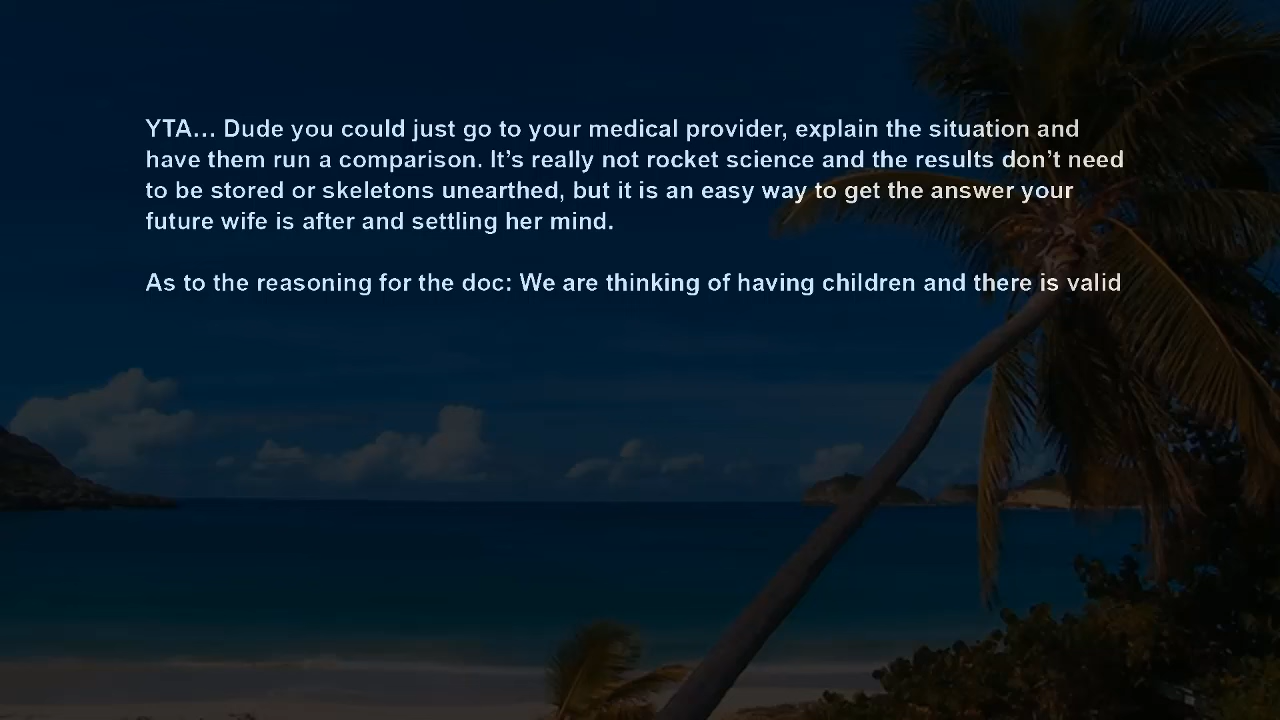 YTA... Dude you could just go to your medical provider, explain the situation and
have them run a comparison. It’s really not rocket science and the results don’t need
to be stored or skeletons unearthed, but it is an easy way to get the answer your
future wife is after and settling her mind.
As to the reasoning for the doc: We are thinking of having children and there is valid